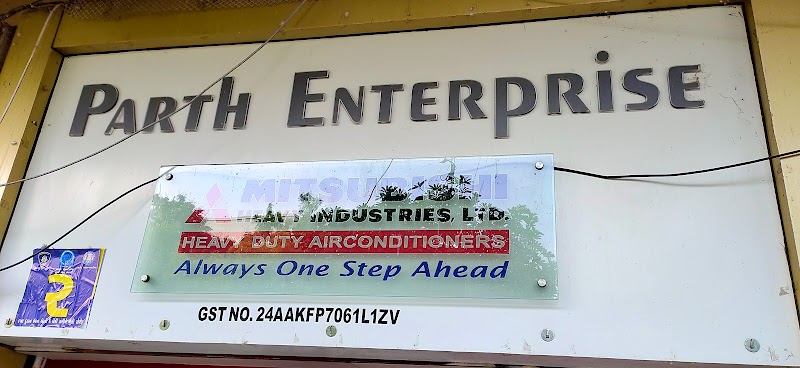 PARTH ENTERPRISE
MITSUBISHI
HEAVY INDUSTRIES, LTD.
HEAVY DUTY AIRCONDITIONERS
Always One Step Ahead
GST NO. 24AAKFP7061L1ZV